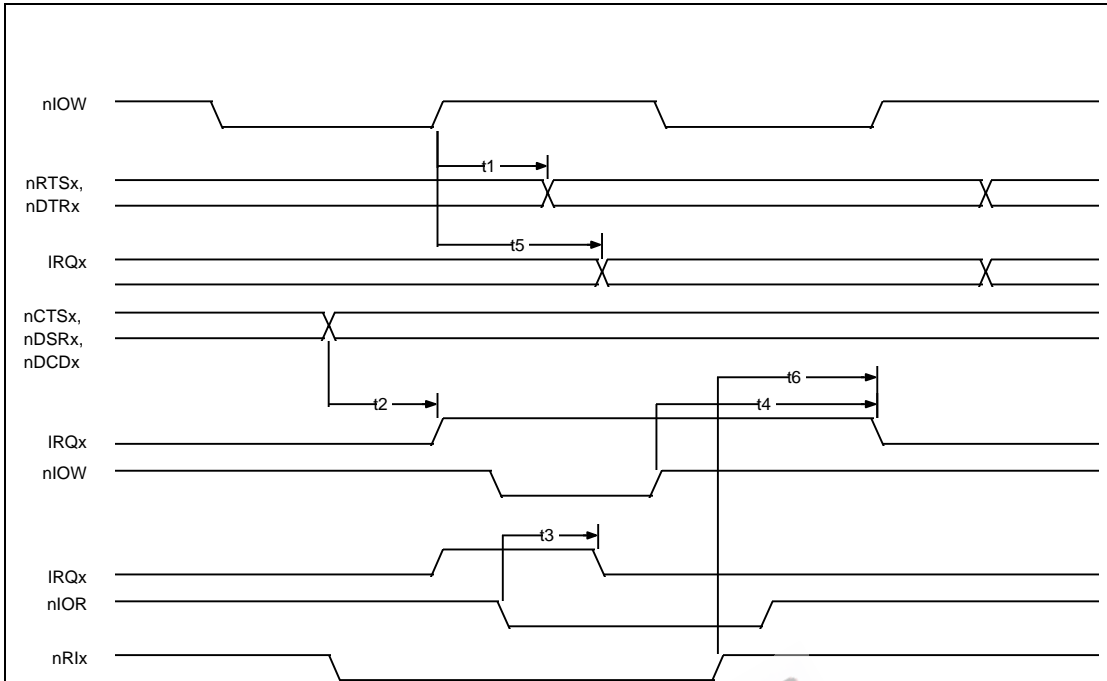 nIOW
t1
nRTSx,
nDTRx
t5
IRQx
nCTSx,
nDSRx,
nDCDx
t6
t2
t4
IRQx
nIOW
t3
IRQx
nIOR
nRIx